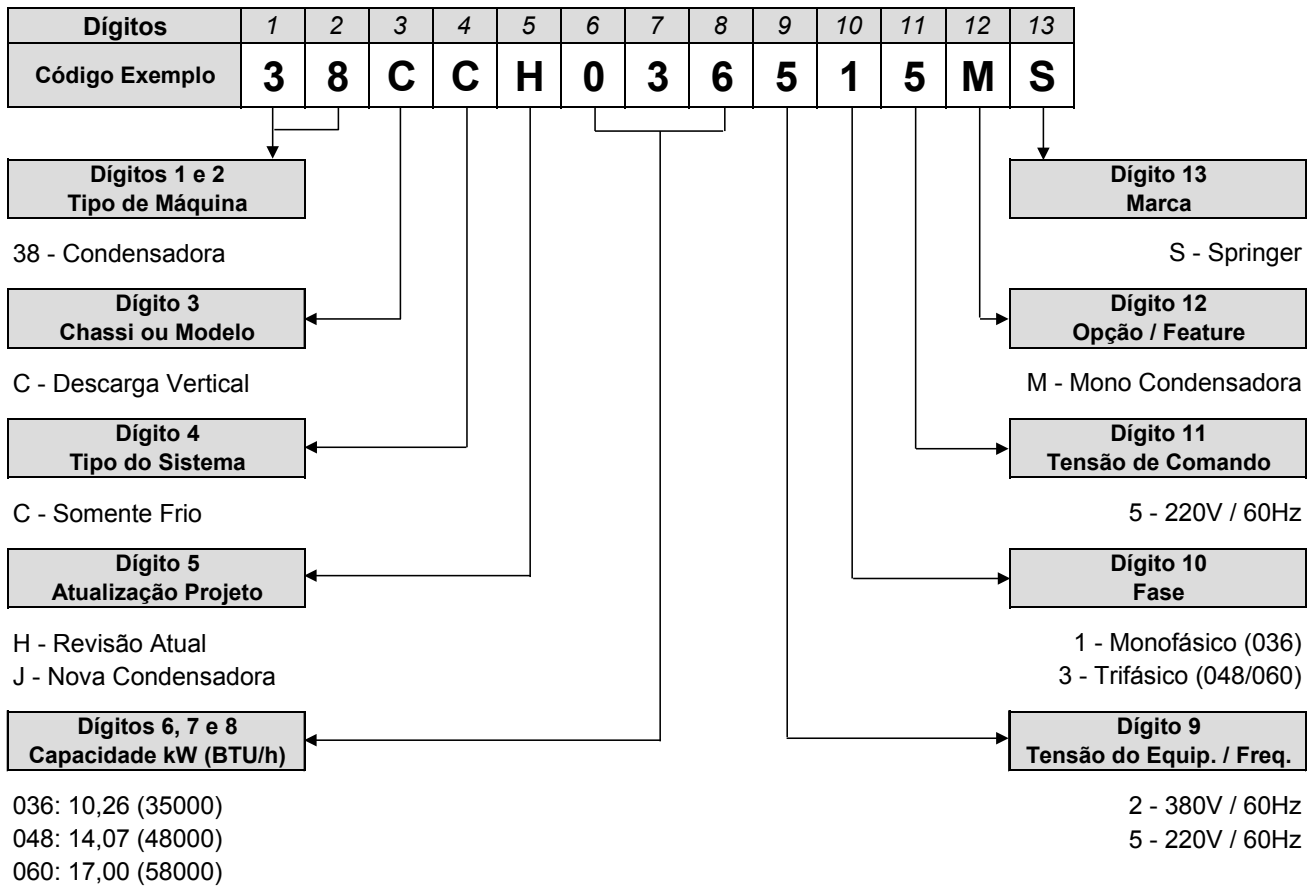 Dígitos 1 2 3 4 5 6 7 8 9 10 11 12 13
Código Exemplo 3 8 C C H 0 3 6 5 1 5 M S
Dígitos 1 e 2
Tipo de Máquina
38 - Condensadora
Dígito 3
Chassi ou Modelo
C - Descarga Vertical
Dígito 4
Tipo do Sistema
C - Somente Frio
Dígito 5
Atualização Projeto
H - Revisão Atual
J - Nova Condensadora
Dígitos 6, 7 e 8
Capacidade kW (BTU/h)
036: 10,26 (35000)
048: 14,07 (48000)
060: 17,00 (58000)
Dígito 13
Marca
S - Springer
Dígito 12
Opção / Feature
M - Mono Condensadora
Dígito 11
Tensão de Comando
5 - 220V / 60Hz
Dígito 10
Fase
1 - Monofásico (036)
3 - Trifásico (048/060)
Dígito 9
Tensão do Equip. / Freq.
2 - 380V / 60Hz
5 - 220V / 60Hz